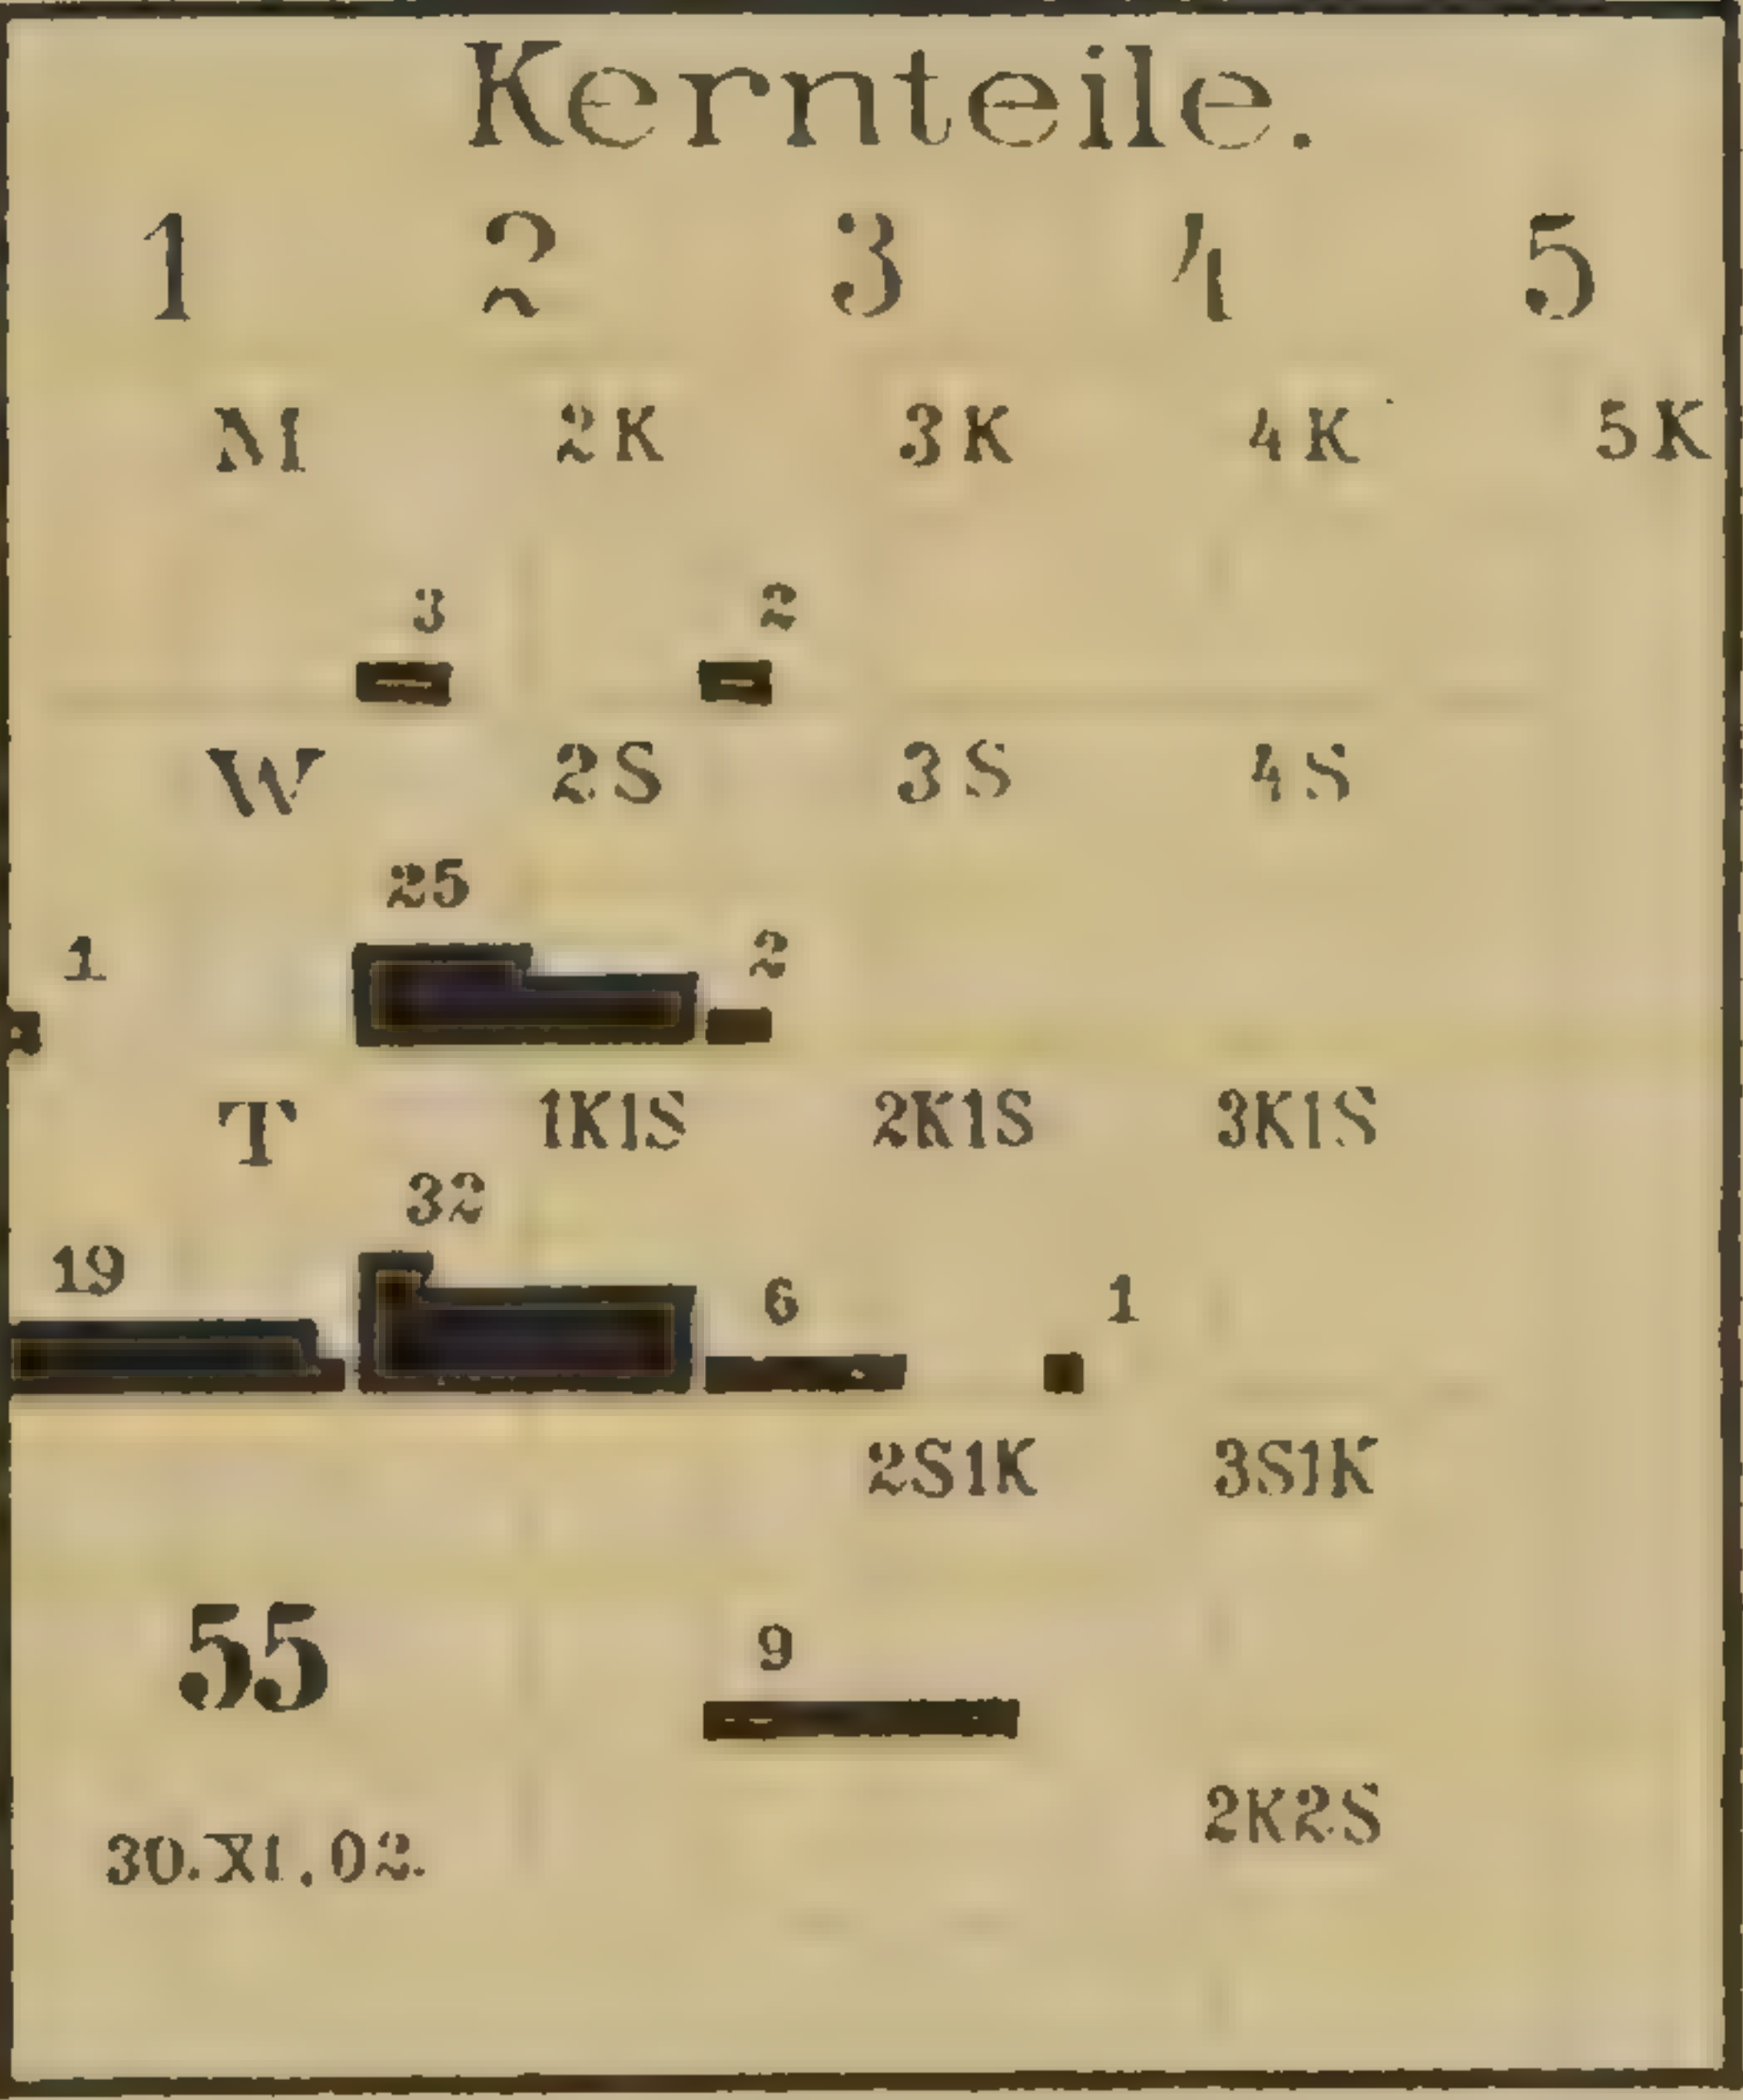 Kernteile.
1 2 3 4 5
M 2K 3K 4K 5K
3 2
W 2S 3S 4S
25
1 2
T 1K1S 2K1S 3K1S
32
19 6 1
2S1K 3S1K
55 9
2K2S
30.XI.02.